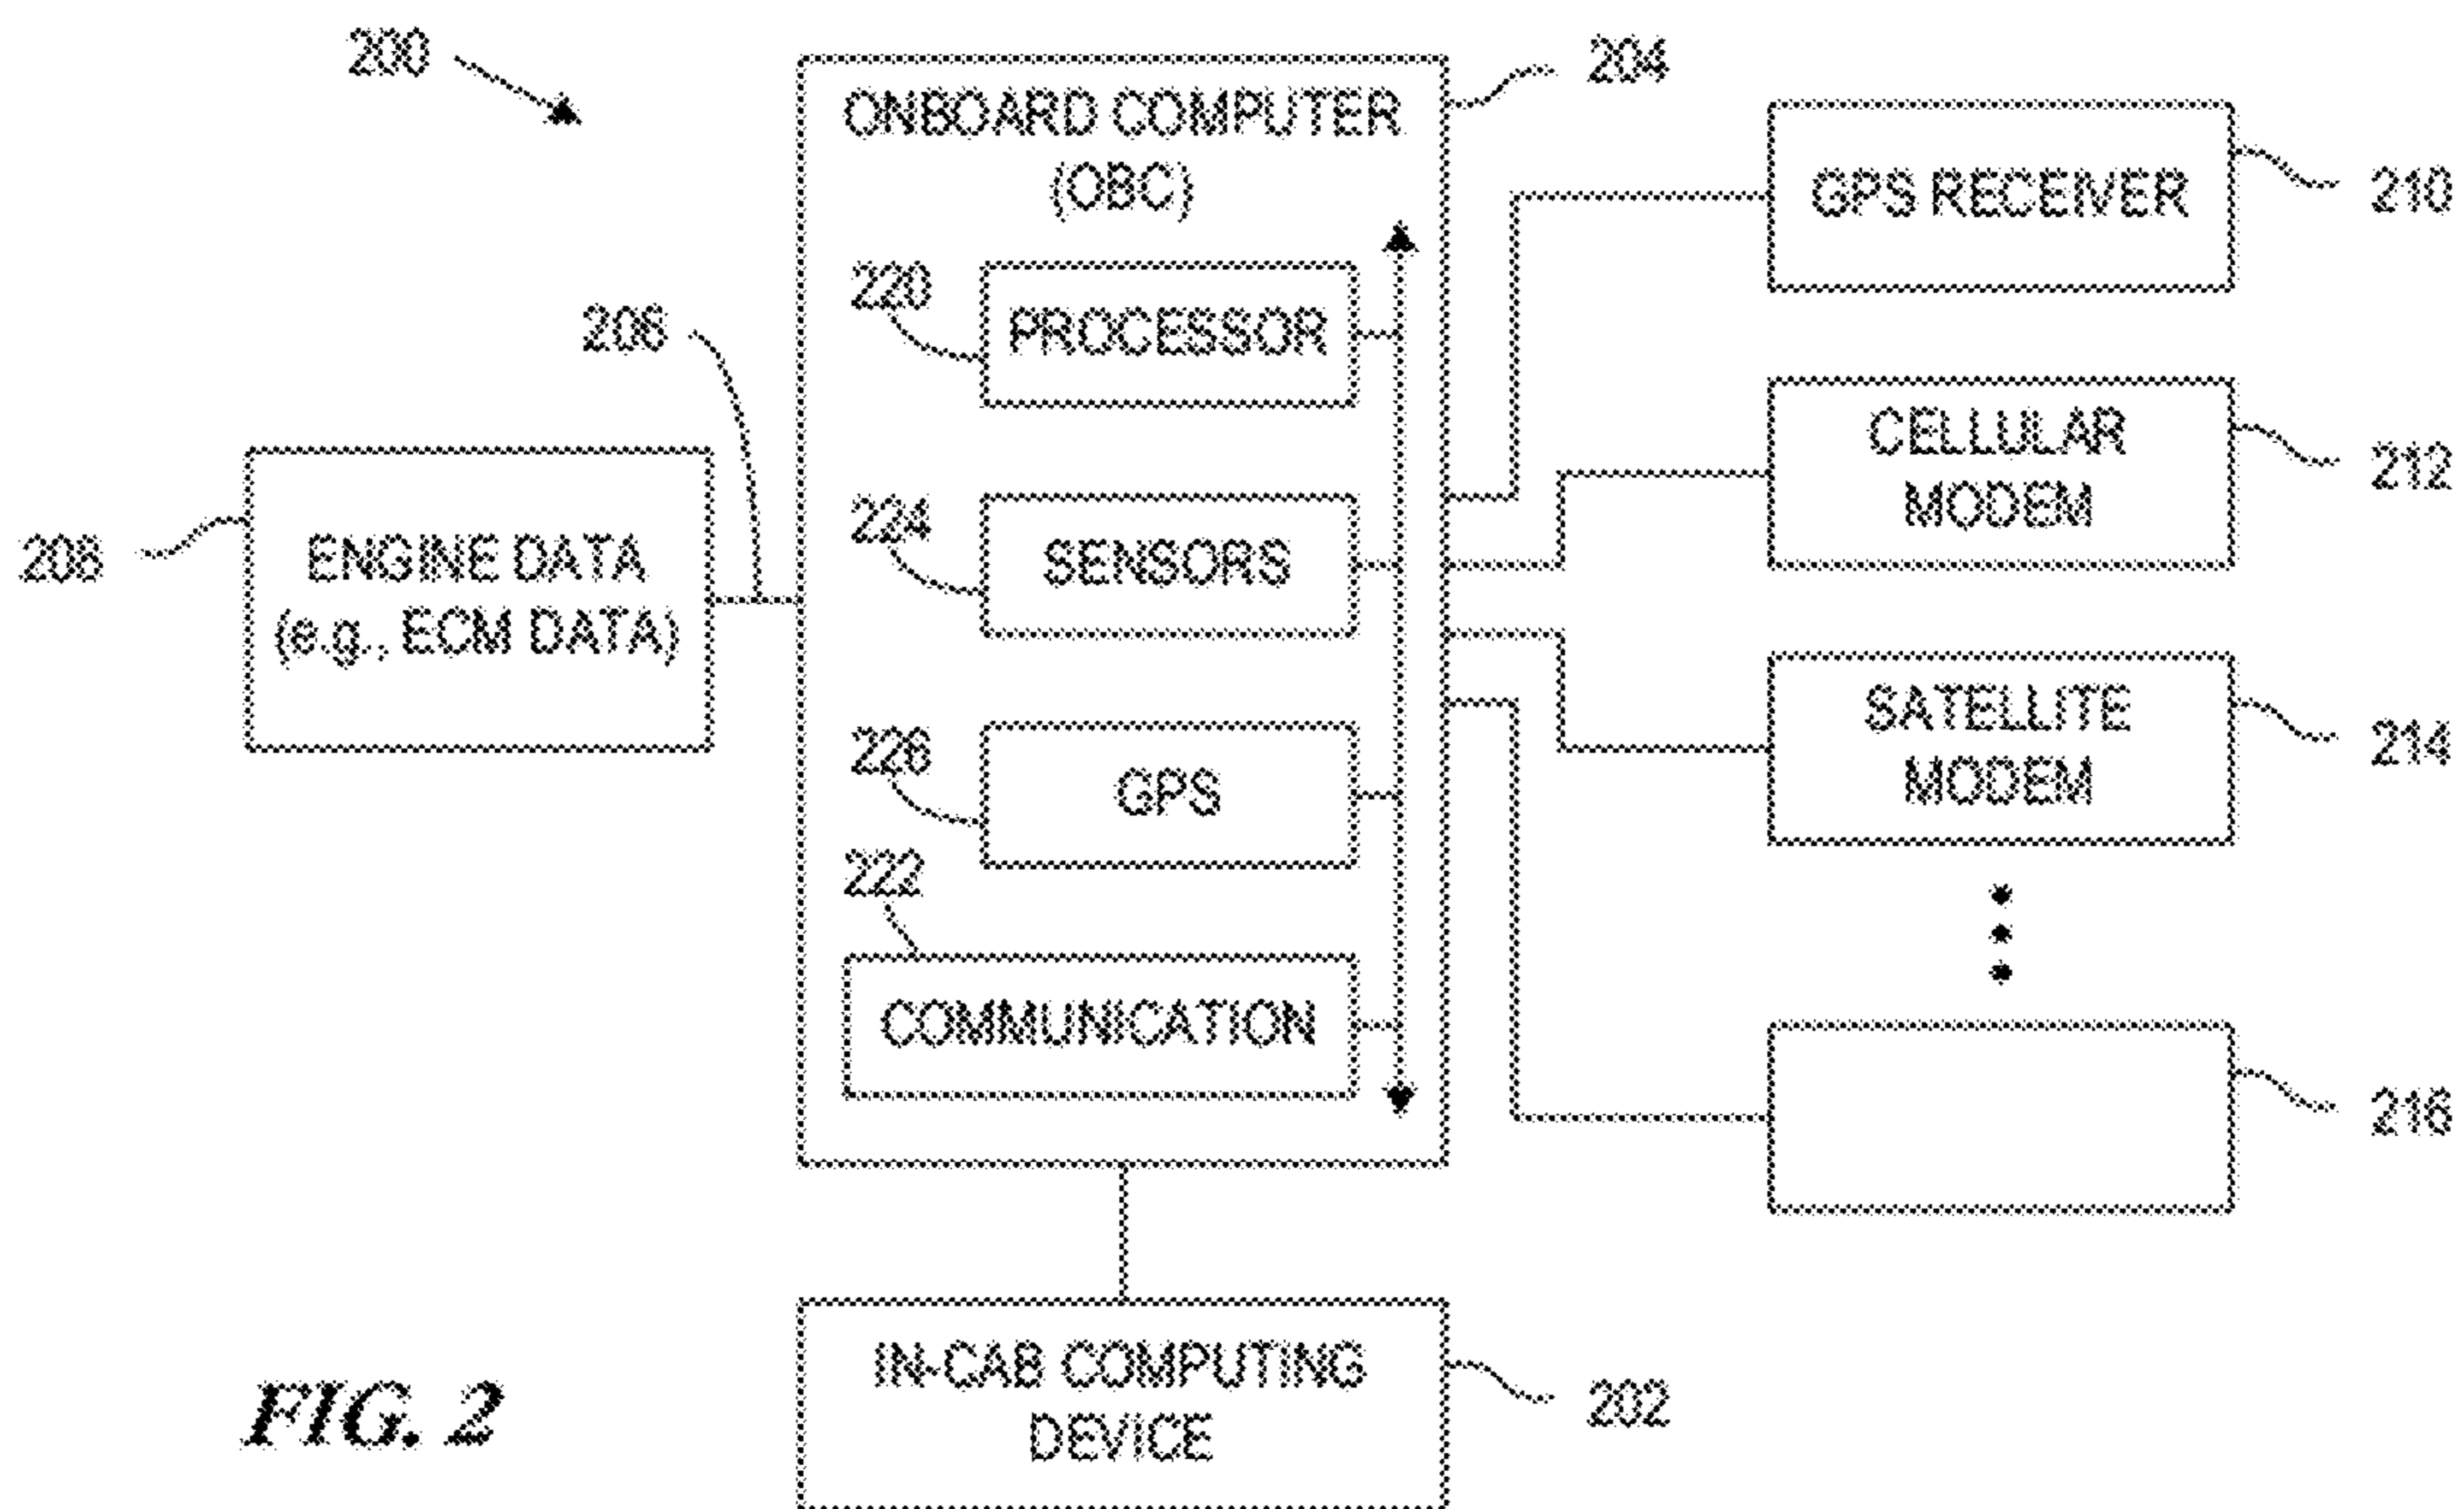 200
204
ONBOARD COMPUTER
(OBC)
GPS RECEIVER
210
220
PROCESSOR
206
CELLULAR
MODEM
212
208
ENGINE DATA
(e.g., ECM DATA)
224
SENSORS
SATELLITE
MODEM
214
226
GPS
222
COMMUNICATION
216
IN-CAB COMPUTING
DEVICE
202
FIG. 2